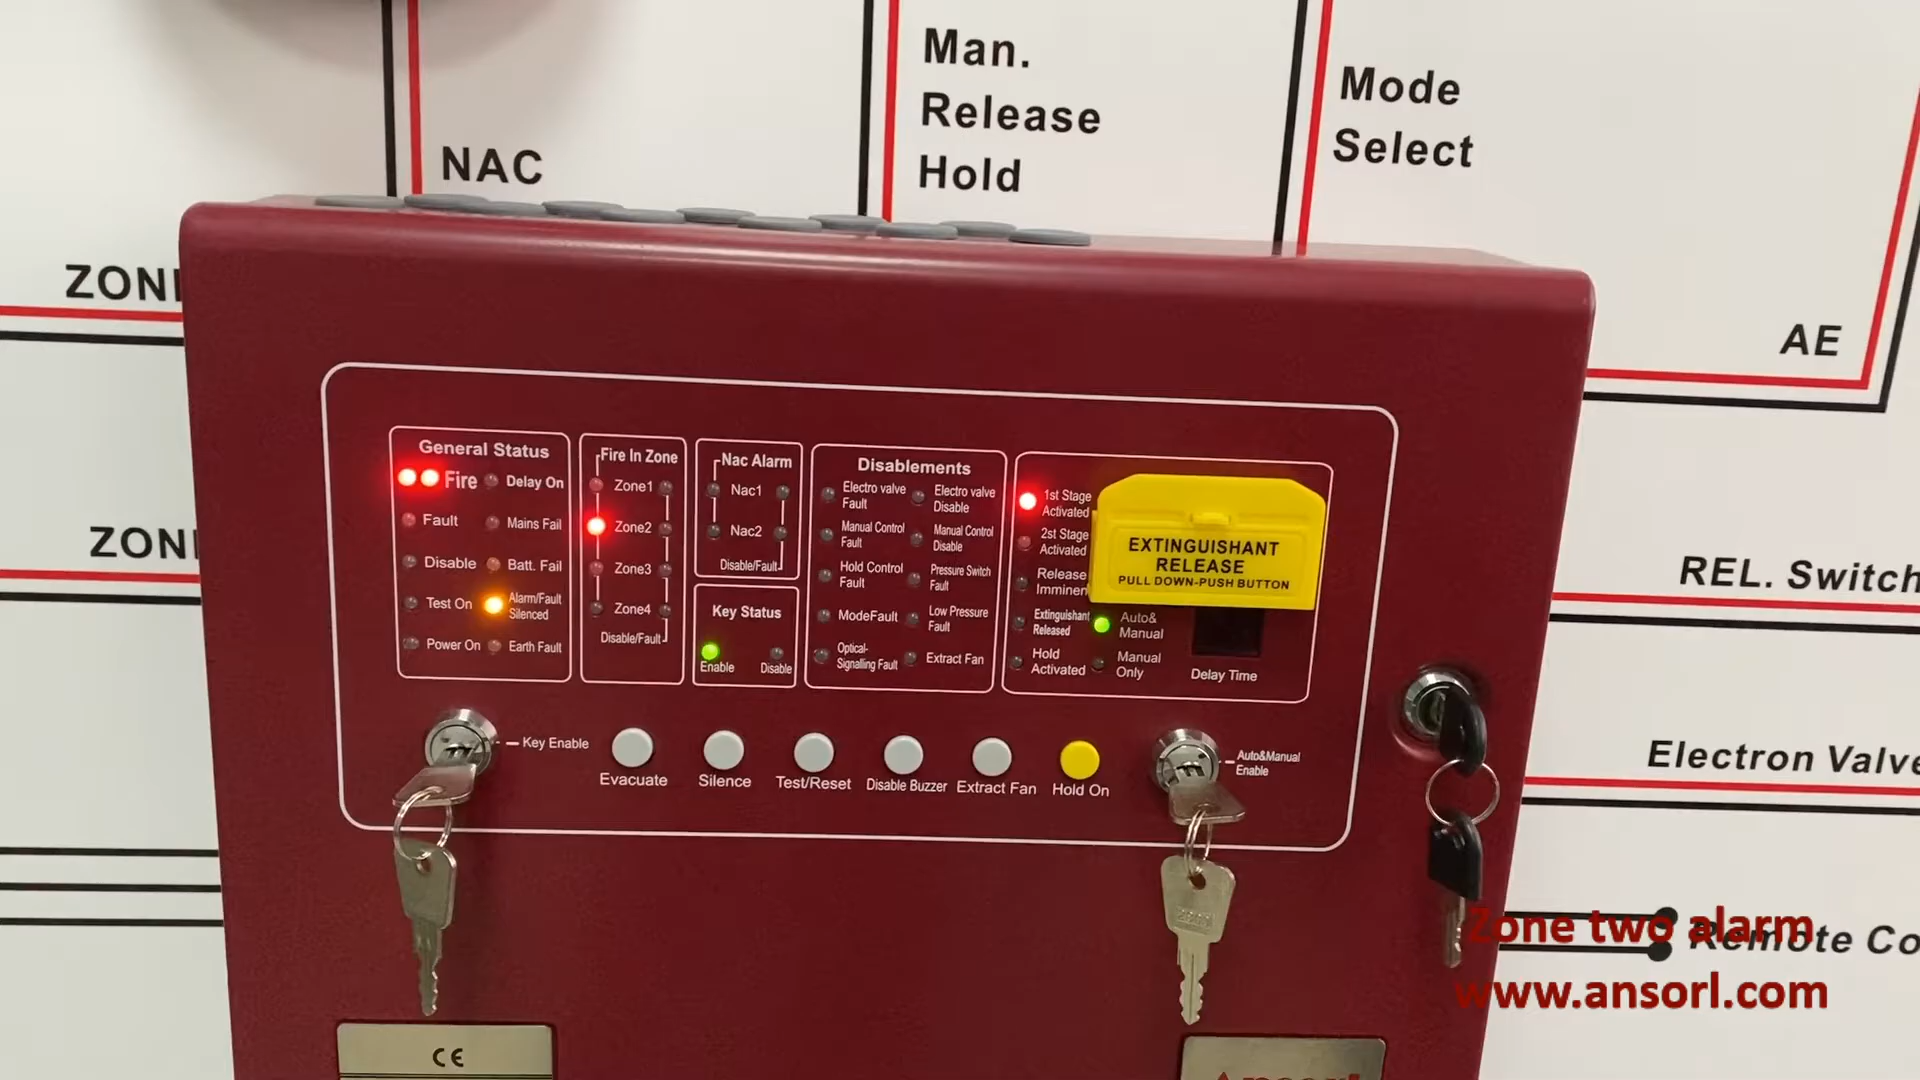 Man.
Release
Hold
Mode
Select
NAC
AE
REL. Switch
Electron Valve
General Status
Fire
Delay On
Fault
Mains Fail
Disable
Batt. Fail
Test On
Alarm/Fault
Silenced
Power On
Earth Fault
Fire In Zone
Zone1
Zone2
Zone3
Zone4
Disable/Fault
Nac Alarm
Nac1
Nac2
Disable/Fault
Key Status
Enable
Disable
Disablements
Electro valve
Fault
Electro valve
Disable
Manual Control
Fault
Manual Control
Disable
Hold Control
Fault
Pressure Switch
Fault
ModeFault
Low Pressure
Fault
Optical-
Signalling Fault
Extract Fan
1st Stage
Activated
2st Stage
Activated
Release
Imminen
Extinguishant
Released
Hold
Activated
EXTINGUISHANT
RELEASE
PULL DOWN-PUSH BUTTON
Auto&
Manual
Manual
Only
Delay Time
Key Enable
Evacuate
Silence
Test/Reset
Disable Buzzer
Extract Fan
Hold On
Auto&Manual
Enable
Zone two alarm
Remote Co
www.ansorl.com
CE